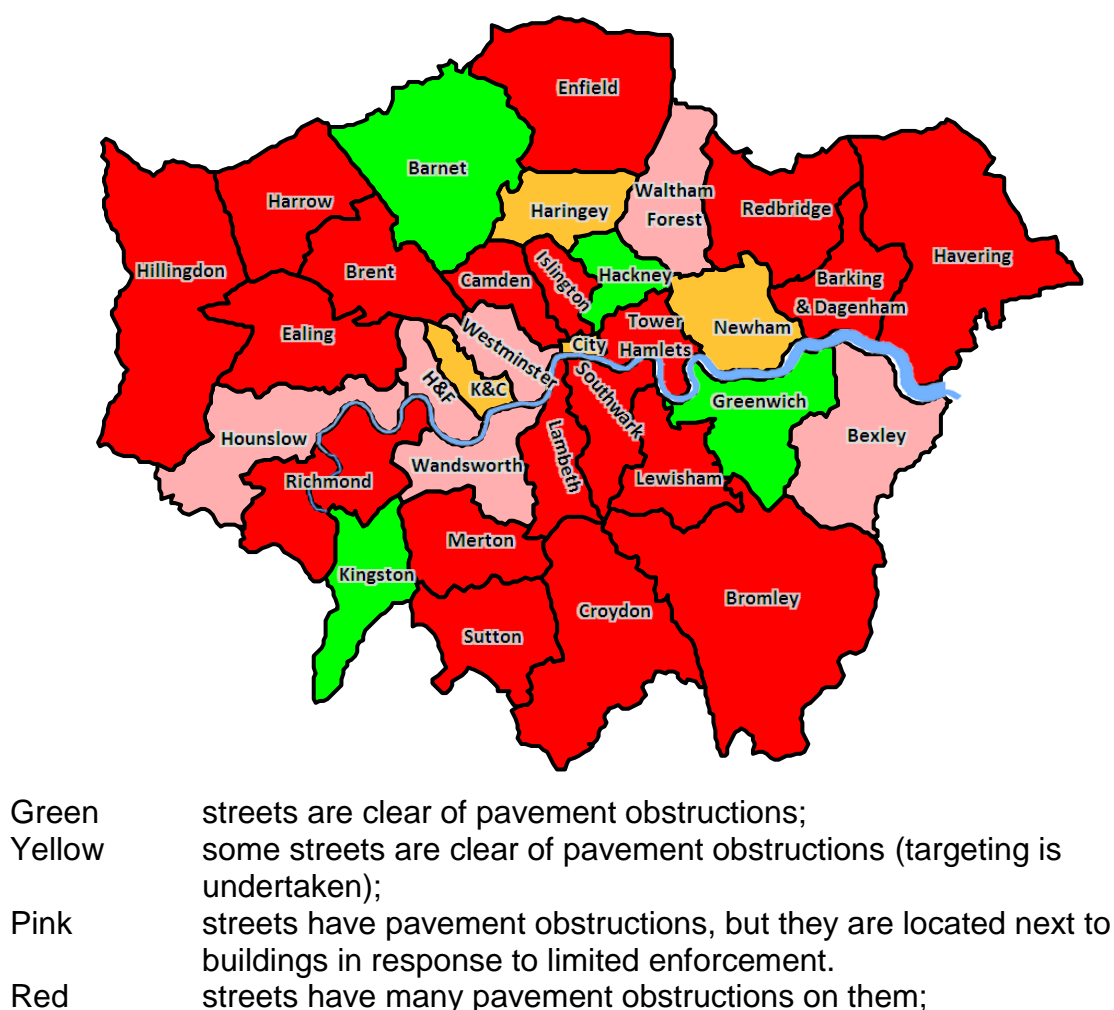 Enfield
Barnet
Harrow
Haringey
Waltham
Forest
Redbridge
Havering
Hillingdon
Brent
Camden
Islington
Hackney
Barking
& Dagenham
Ealing
Westminster
City
Tower
Hamlets
Newham
H&F
K&C
Southwark
Greenwich
Hounslow
Wandsworth
Lambeth
Bexley
Richmond
Lewisham
Merton
Kingston
Bromley
Croydon
Sutton
Green streets are clear of pavement obstructions;
Yellow some streets are clear of pavement obstructions (targeting is
undertaken);
Pink streets have pavement obstructions, but they are located next to
buildings in response to limited enforcement.
Red streets have many pavement obstructions on them;